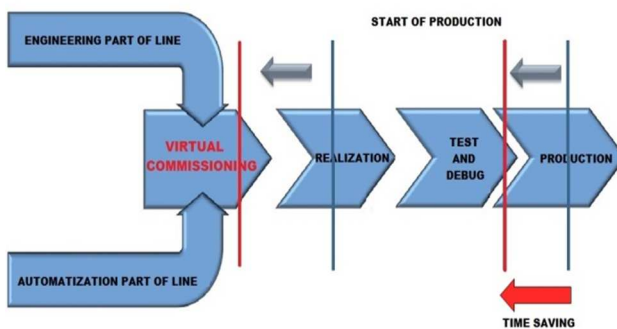 START OF PRODUCTION
ENGINEERING PART OF LINE
VIRTUAL
COMMISSIONING
REALIZATION
TEST
AND
DEBUG
PRODUCTION
AUTOMATIZATION PART OF LINE
TIME SAVING